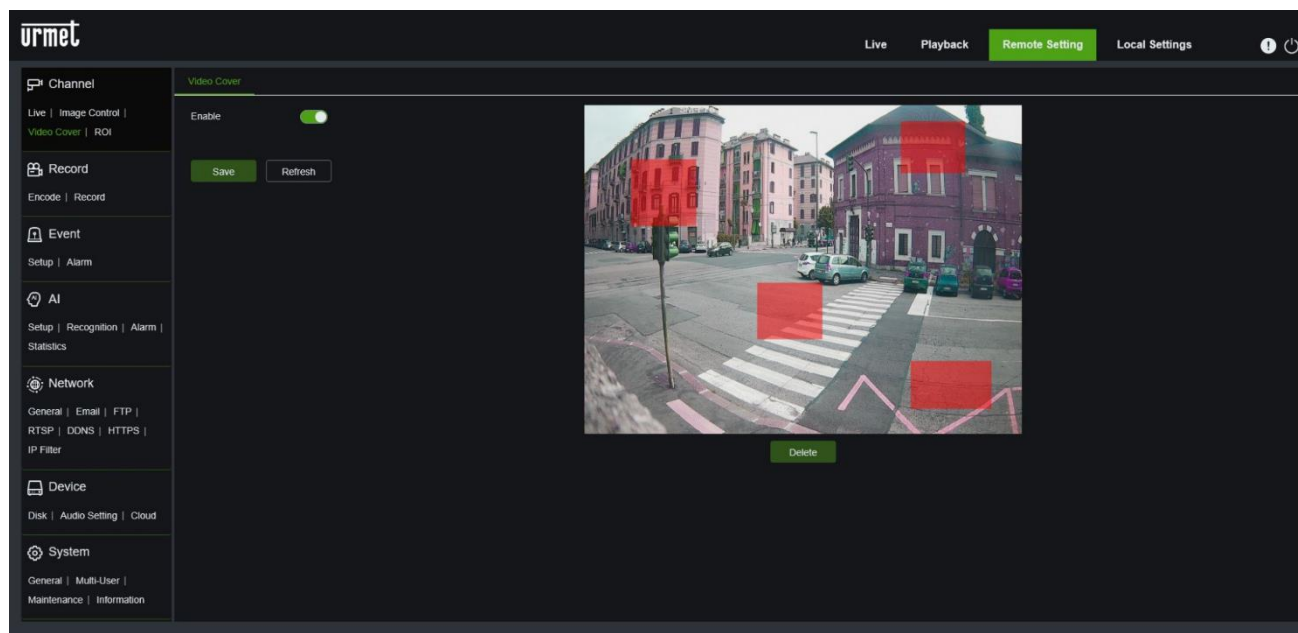 urmet
Live Playback Remote Setting Local Settings
Channel
Live | Image Control |
Video Cover | ROI
Record
Encode | Record
Event
Setup | Alarm
AI
Setup | Recognition | Alarm |
Statistics
Network
General | Email | FTP |
RTSP | DDNS | HTTPS |
IP Filter
Device
Disk | Audio Setting | Cloud
System
General | Multi-User |
Maintenance | Information
Video Cover
Enable
Save Refresh
Delete